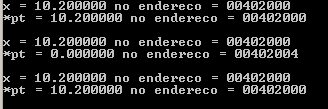 x = 10.200000 no endereco = 00402000
*pt = 10.200000 no endereco = 00402000
x = 10.200000 no endereco = 00402000
*pt = 0.000000 no endereco = 00402004
x = 10.200000 no endereco = 00402000
*pt = 10.200000 no endereco = 00402000